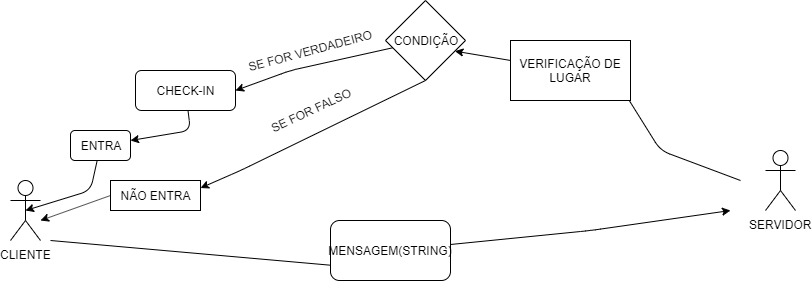 CONDIÇÃO
SE FOR VERDADEIRO
VERIFICAÇÃO DE
LUGAR
CHECK-IN
SE FOR FALSO
ENTRA
NÃO ENTRA
CLIENTE
MENSAGEM(STRING)
SERVIDOR